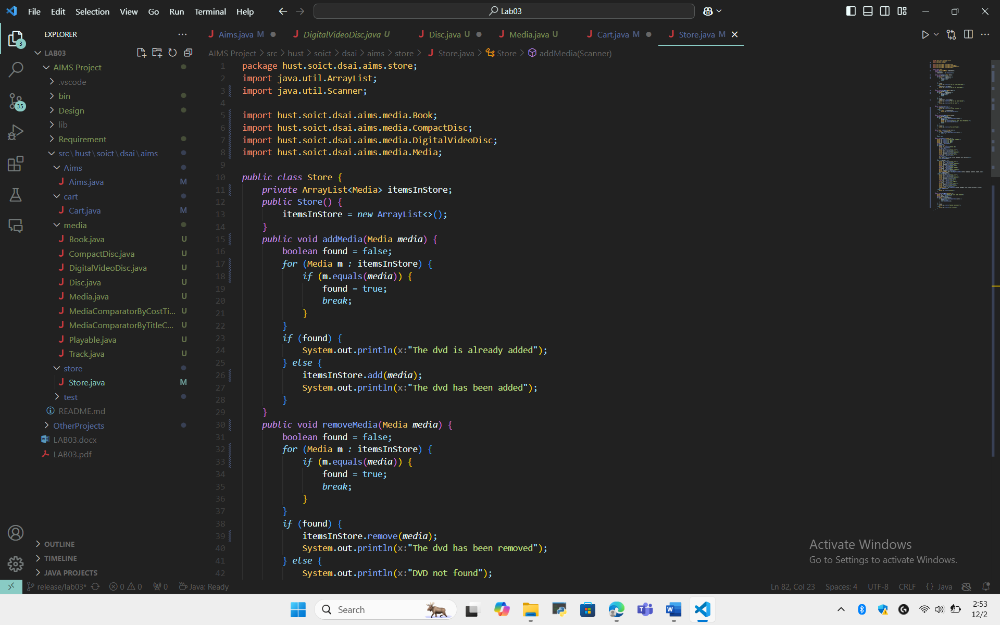 File Edit Selection View Go Run Terminal Help
Lab03
EXPLORER
Aims.java M
DigitalVideoDisc.java U
Disc.java U
Media.java U
Cart.java M
Store.java M
AIMS Project > src > hust > soict > dsai > aims > store > Store.java > Store > addMedia(Scanner)
LAB03
AIMS Project
.vscode
bin
Design
lib
Requirement
src\hust\soict\dsai\aims
Aims
Aims.java M
cart
Cart.java M
media
Book.java U
CompactDisc.java U
DigitalVideoDisc.java U
Disc.java U
Media.java U
MediaComparatorByCostTi... U
MediaComparatorByTitleC... U
Playable.java U
Track.java U
store
Store.java M
test
README.md
OtherProjects
LAB03.docx
LAB03.pdf
OUTLINE
TIMELINE
JAVA PROJECTS
3
35
1 package hust.soict.dsai.aims.store;
2 import java.util.ArrayList;
3 import java.util.Scanner;
4
5 import hust.soict.dsai.aims.media.Book;
6 import hust.soict.dsai.aims.media.CompactDisc;
7 import hust.soict.dsai.aims.media.DigitalVideoDisc;
8 import hust.soict.dsai.aims.media.Media;
9
10 public class Store {
11 private ArrayList<Media> itemsInStore;
12 public Store() {
13 itemsInStore = new ArrayList<>();
14 }
15 public void addMedia(Media media) {
16 boolean found = false;
17 for (Media m : itemsInStore) {
18 if (m.equals(media)) {
19 found = true;
20 break;
21 }
22 }
23 if (found) {
24 System.out.println(x:"The dvd is already added");
25 } else {
26 itemsInStore.add(media);
27 System.out.println(x:"The dvd has been added");
28 }
29 }
30 public void removeMedia(Media media) {
31 boolean found = false;
32 for (Media m : itemsInStore) {
33 if (m.equals(media)) {
34 found = true;
35 break;
36 }
37 }
38 if (found) {
39 itemsInStore.remove(media);
40 System.out.println(x:"The dvd has been removed");
41 } else {
42 System.out.println(x:"DVD not found");
Activate Windows
Go to Settings to activate Windows.
release/lab03* 0 0 0 Java: Ready
Ln 82, Col 23 Spaces: 4 UTF-8 CRLF {} Java
Search
2:53
12/2